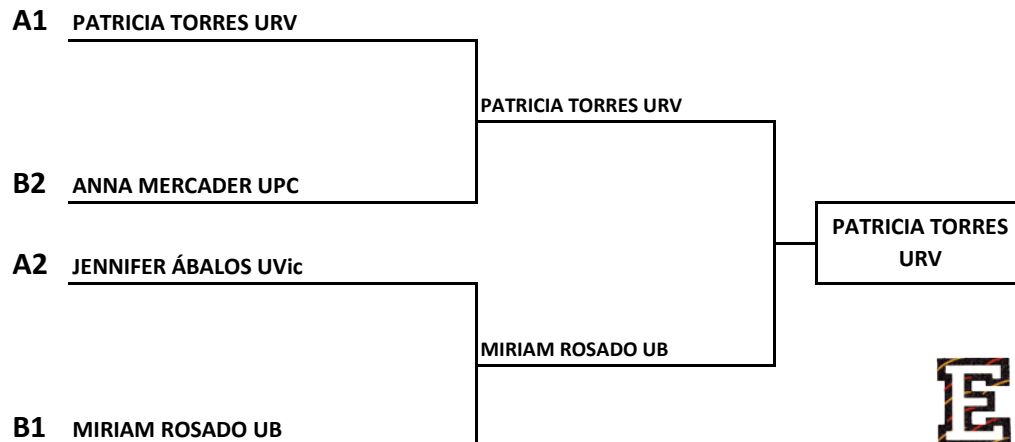 A1 PATRICIA TORRES URV
PATRICIA TORRES URV
B2 ANNA MERCADER UPC
PATRICIA TORRES
URV
A2 JENNIFER ÁBALOS UVic
MIRIAM ROSADO UB
E
B1 MIRIAM ROSADO UB